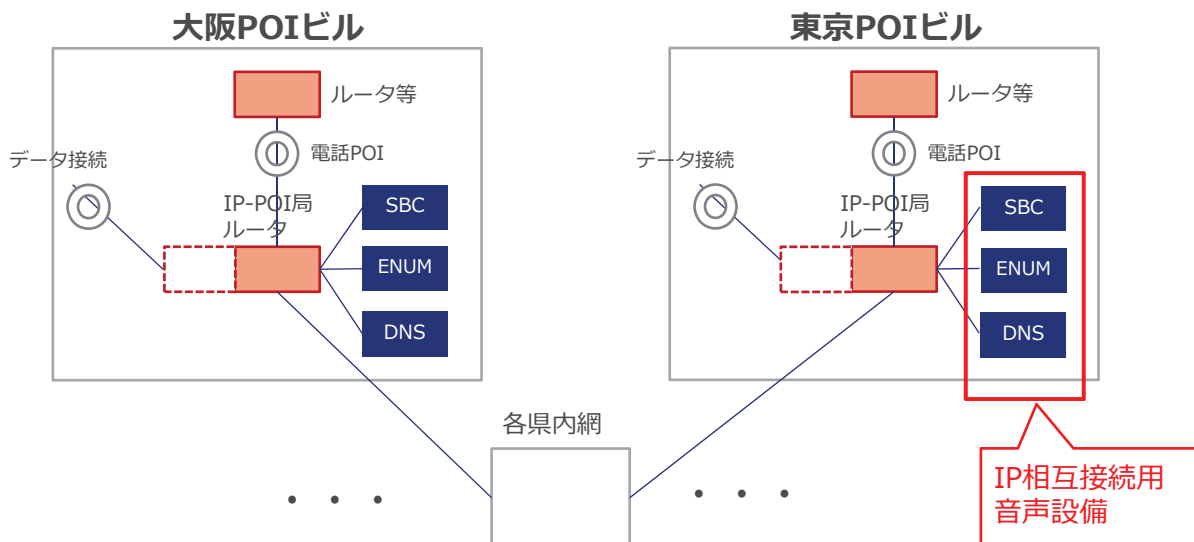 大阪POIビル
ルータ等
データ接続
電話POI
IP-POI局
ルータ
SBC
ENUM
DNS
東京POIビル
ルータ等
データ接続
電話POI
IP-POI局
ルータ
SBC
ENUM
DNS
各県内網
・・・
・・・
IP相互接続用
音声設備